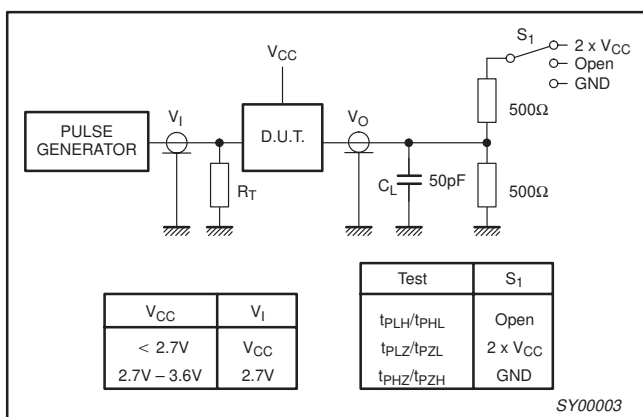 S1
2 x VCC
Open
GND
VCC
500Ω
VI
VO
PULSE
GENERATOR
D.U.T.
RT
CL
50pF
500Ω
VCC VI
< 2.7V VCC
2.7V – 3.6V 2.7V
Test S1
tPLH/tPHL Open
tPLZ/tPZL 2 x VCC
tPHZ/tPZH GND
SY00003